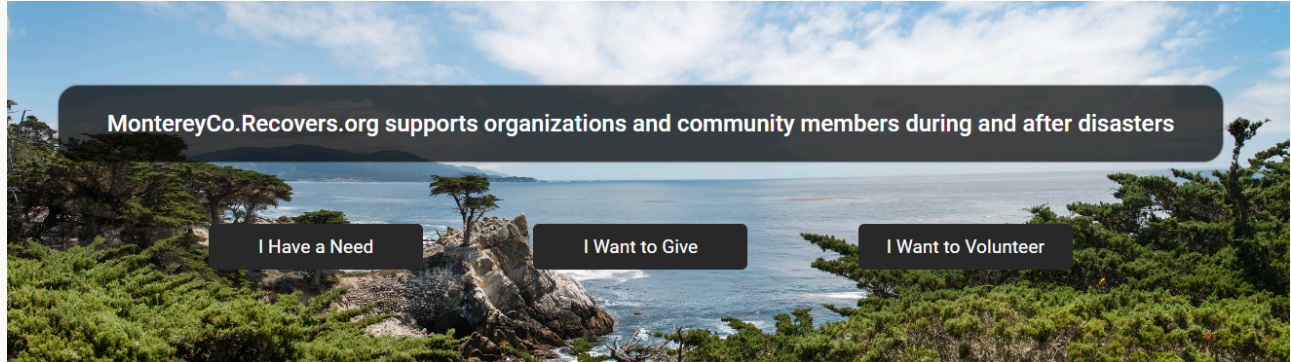 MontereyCo.Recovers.org supports organizations and community members during and after disasters
I Have a Need
I Want to Give
I Want to Volunteer